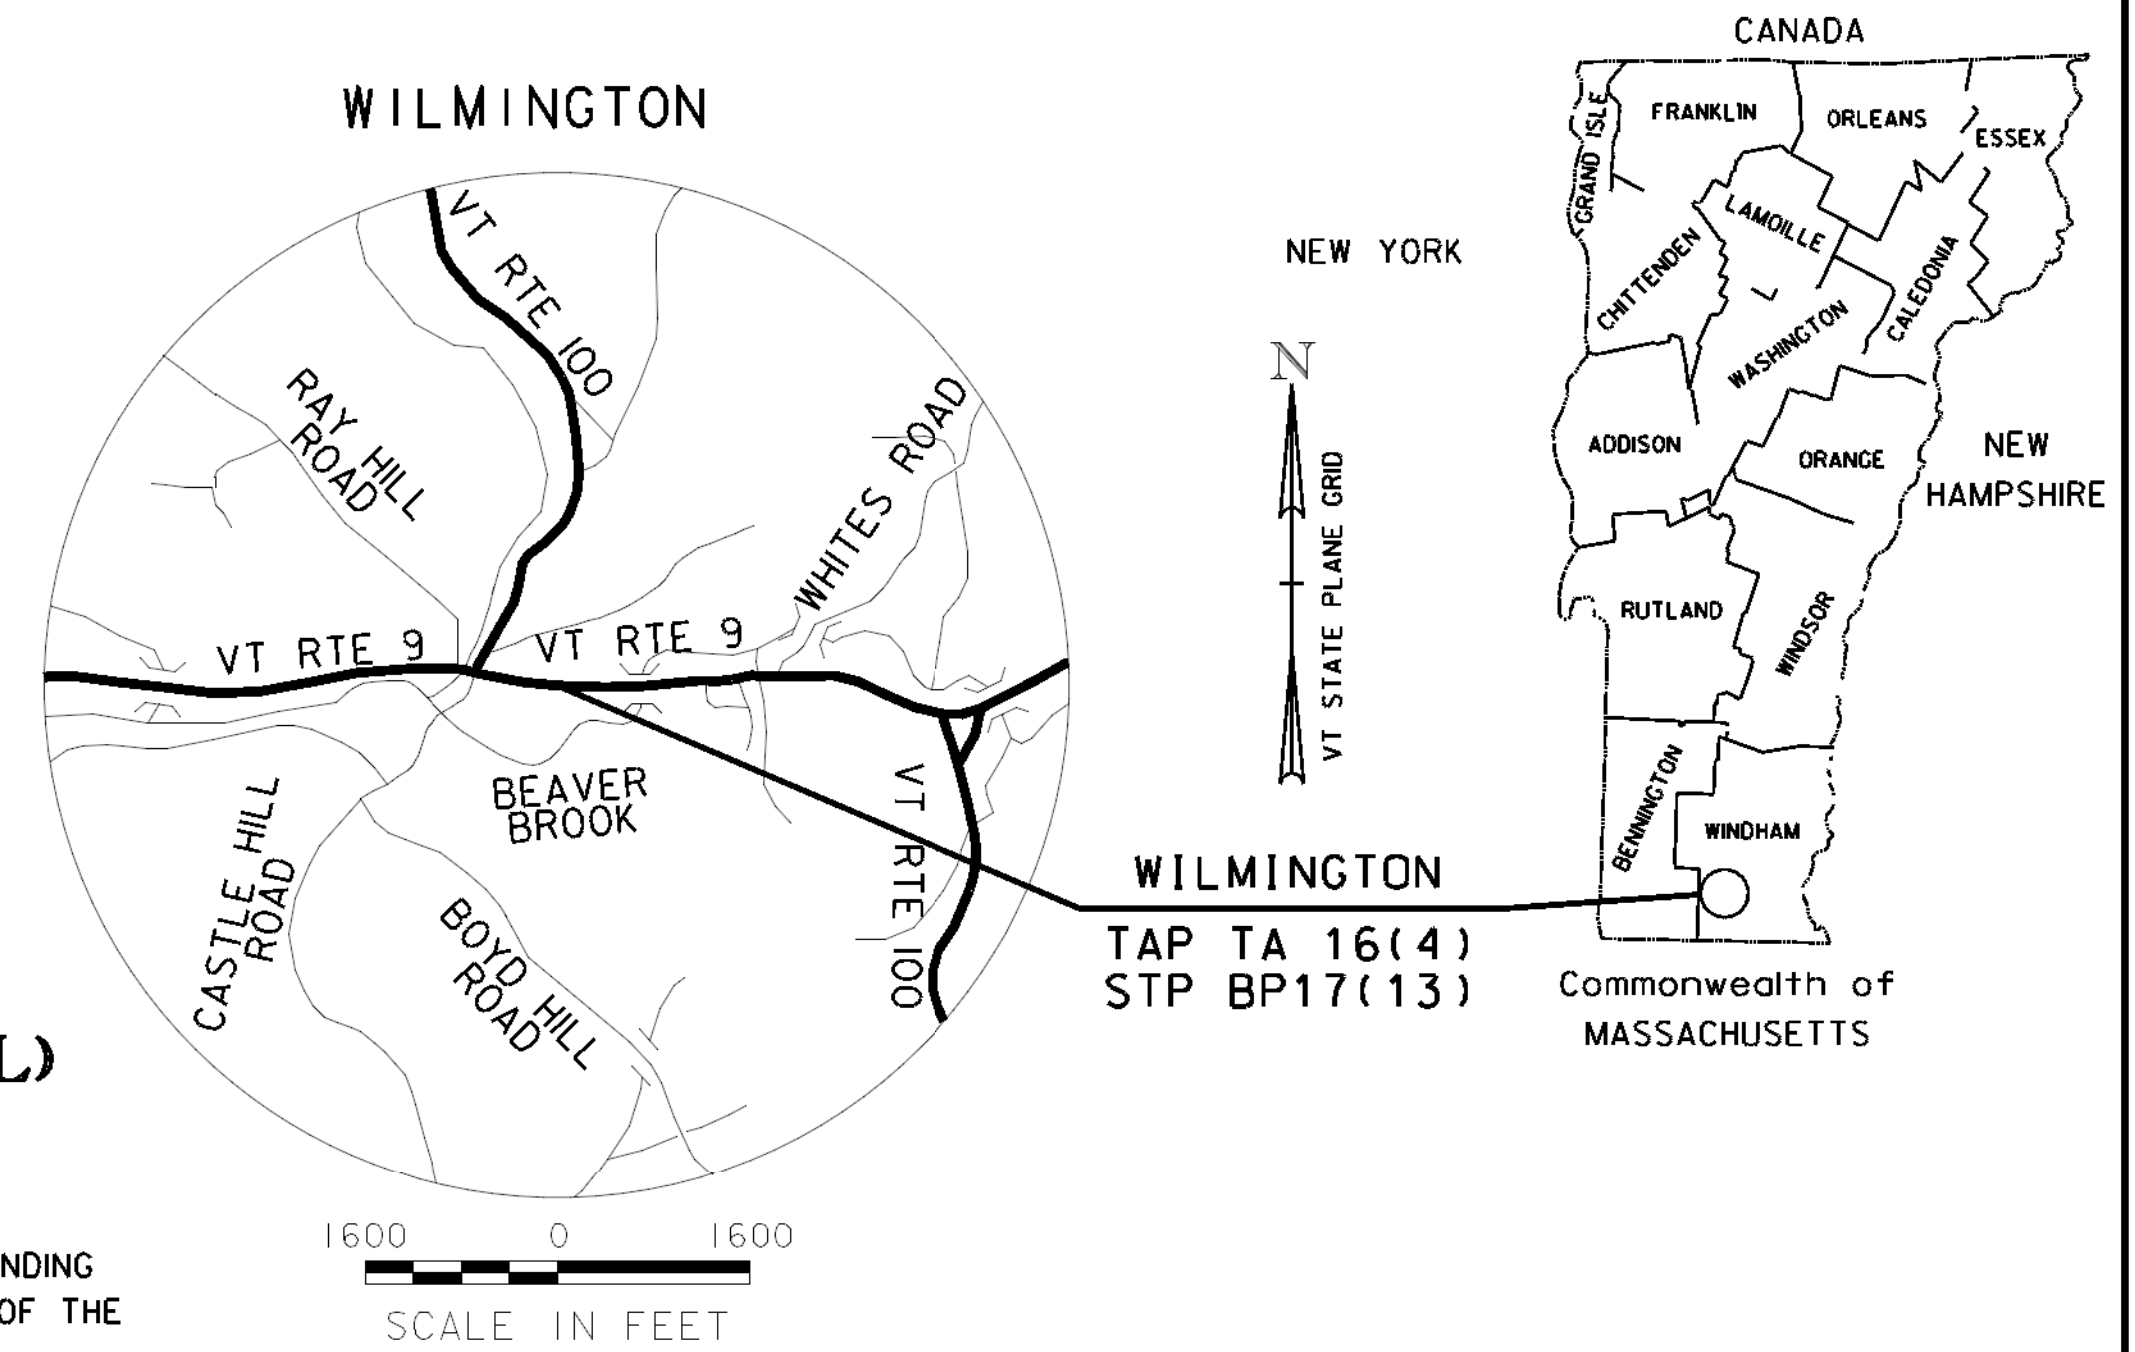 CANADA
WILMINGTON
FRANKLIN
ORLEANS
ESSEX
GRAND ISLE
LAMOILLE
NEW YORK
CHITTENDEN
CALEDONIA
WASHINGTON
VT RTE 100
N
VT STATE PLANE GRID
RAY HILL
ROAD
WHITES ROAD
ADDISON
ORANGE
NEW
HAMPSHIRE
RUTLAND
WINDSOR
VT RTE 9
VT RTE 9
BEAVER
BROOK
BENNINGTON
WINDHAM
VT RTE 100
CASTLE HILL
ROAD
BOYD HILL
ROAD
WILMINGTON
TAP TA 16(4)
STP BP17(13)
Commonwealth of
MASSACHUSETTS
L)
1600 0 1600
SCALE IN FEET
NDING
OF THE